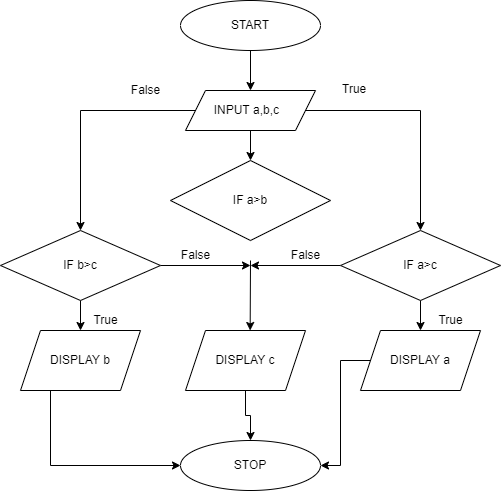 START
False
True
INPUT a,b,c
IF a>b
IF b>c
False
False
IF a>c
True
True
DISPLAY b
DISPLAY c
DISPLAY a
STOP